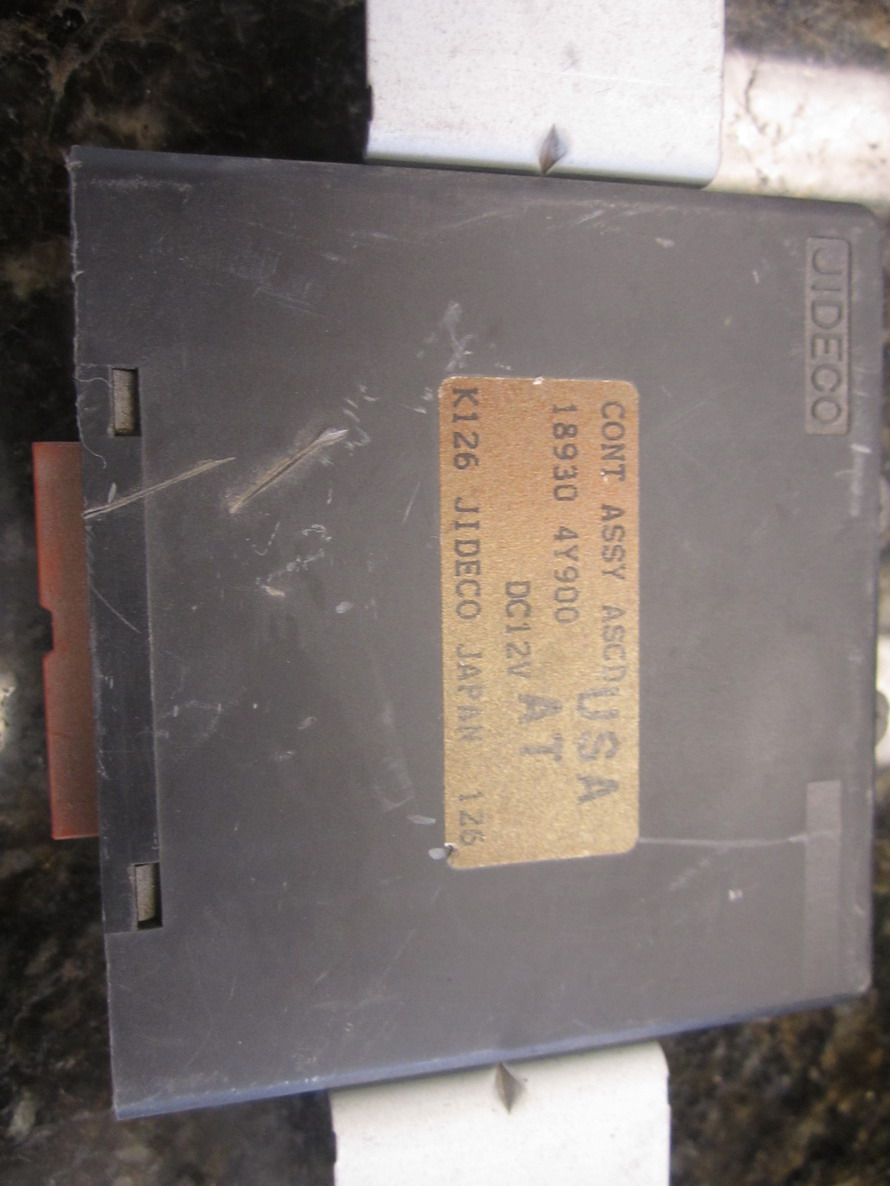 JIDECO
CONT ASSY ASCD USA
18930 4Y900
DC12V AT
K126 JIDECO JAPAN 126